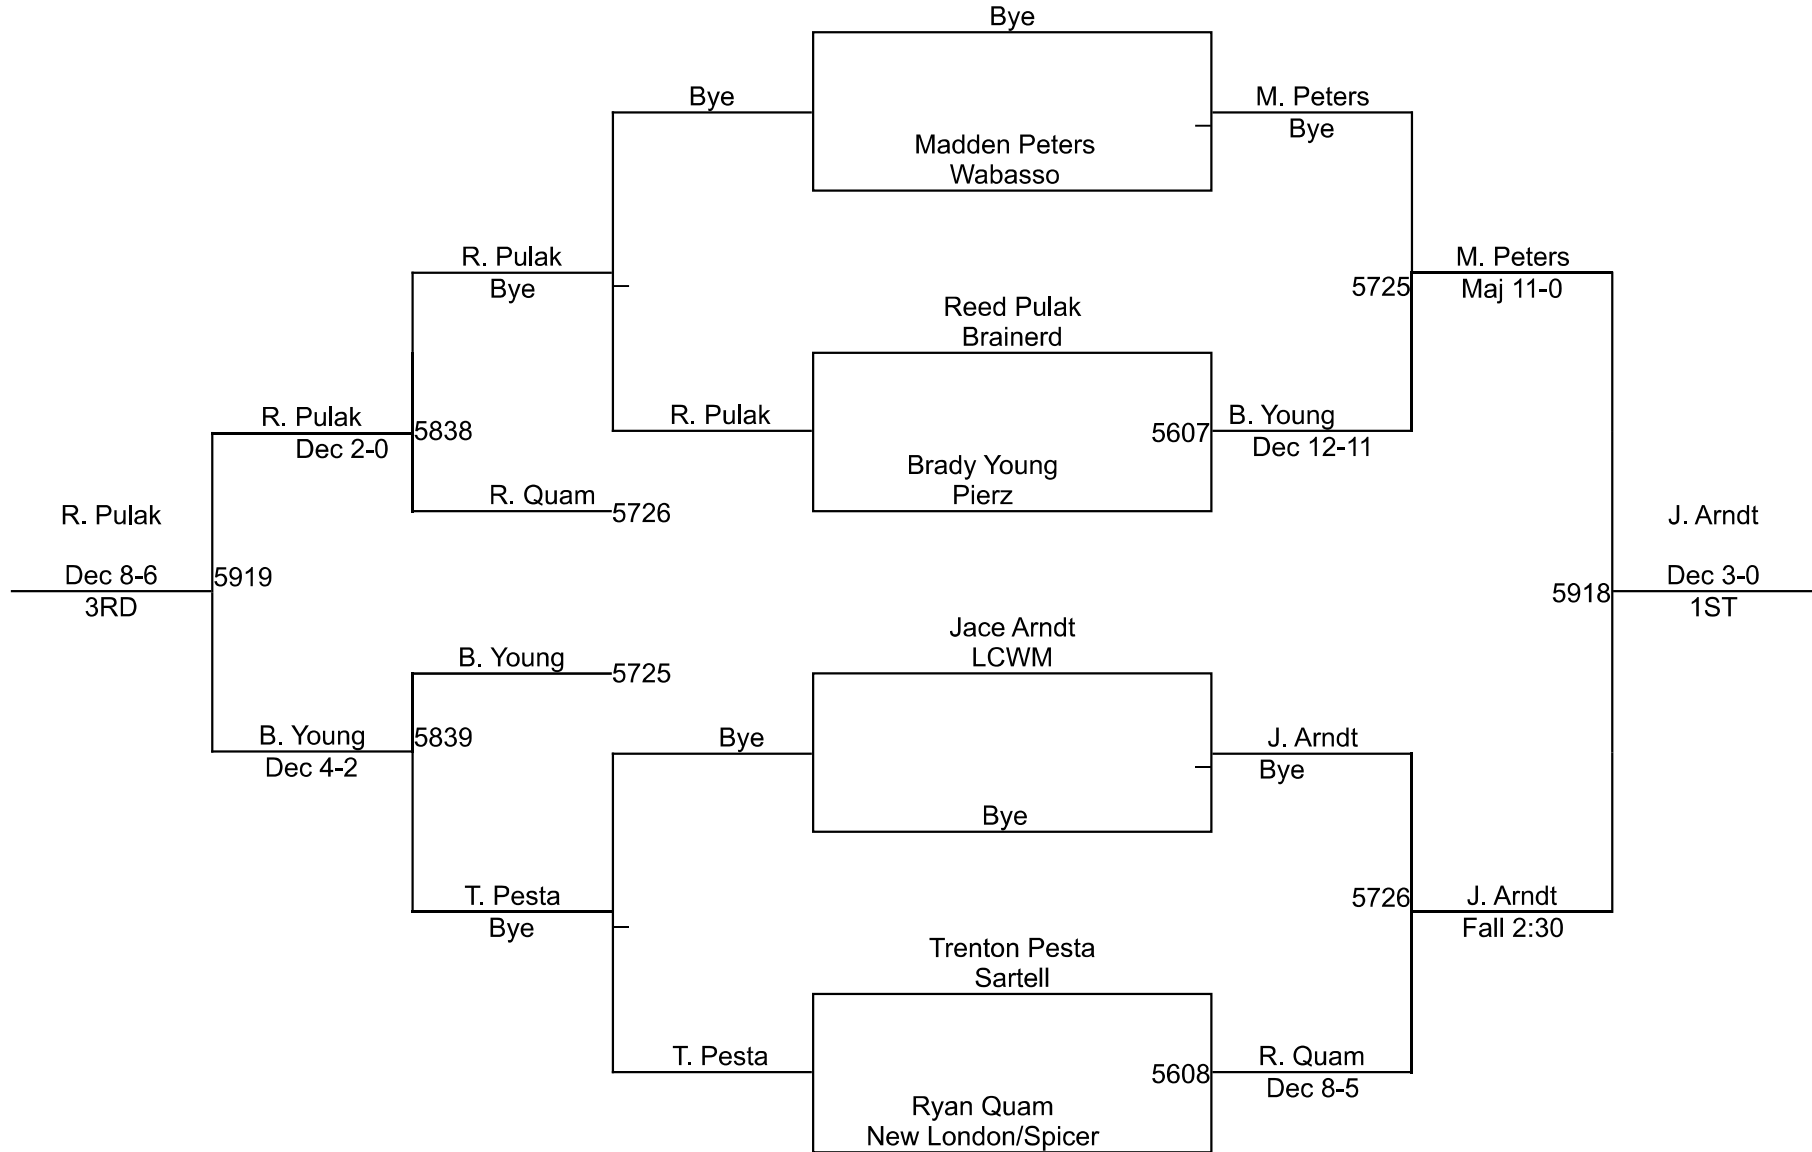 Bye
Bye
M. Peters
Bye
Madden Peters
Wabasso
R. Pulak
Bye
M. Peters
Maj 11-0
5725
Reed Pulak
Brainerd
R. Pulak
Dec 2-0
5838
R. Pulak
5607
B. Young
Dec 12-11
Brady Young
Pierz
R. Quam
5726
R. Pulak
Dec 8-6
3RD
5919
J. Arndt
Dec 3-0
1ST
5918
Jace Arndt
LCWM
B. Young
5725
B. Young
Dec 4-2
5839
Bye
J. Arndt
Bye
Bye
T. Pesta
Bye
5726
J. Arndt
Fall 2:30
Trenton Pesta
Sartell
T. Pesta
5608
R. Quam
Dec 8-5
Ryan Quam
New London/Spicer